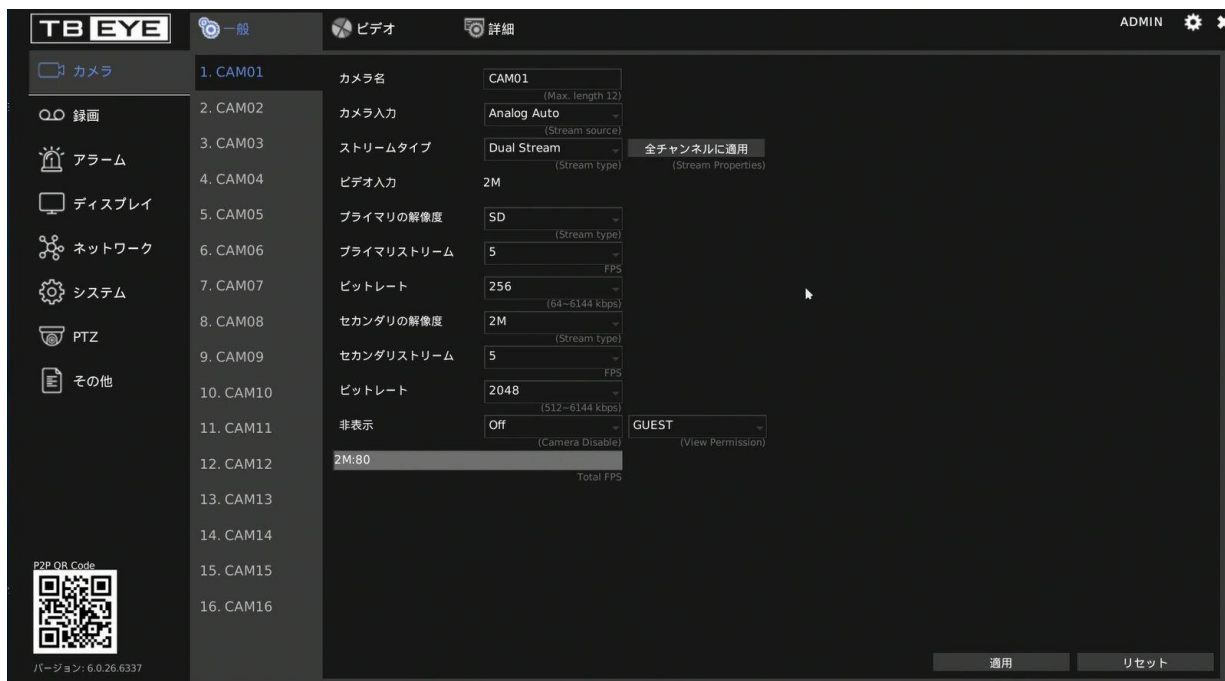 TB EYE
一般
ビデオ
詳細
ADMIN
カメラ
録画
アラーム
ディスプレイ
ネットワーク
システム
PTZ
その他
P2P QR Code
バージョン: 6.0.26.6337
1. CAM01
2. CAM02
3. CAM03
4. CAM04
5. CAM05
6. CAM06
7. CAM07
8. CAM08
9. CAM09
10. CAM10
11. CAM11
12. CAM12
13. CAM13
14. CAM14
15. CAM15
16. CAM16
カメラ名 CAM01
(Max. length 12)
カメラ入力 Analog Auto
(Stream source)
ストリームタイプ Dual Stream 全チャンネルに適用
(Stream type) (Stream Properties)
ビデオ入力 2M
プライマリの解像度 SD
(Stream type)
プライマリストリーム 5
FPS
ビットレート 256
(64~6144 kbps)
セカンダリの解像度 2M
(Stream type)
セカンダリストリーム 5
FPS
ビットレート 2048
(512~6144 kbps)
非表示 Off GUEST
(Camera Disable) (View Permission)
2M:80
Total FPS
適用 リセット